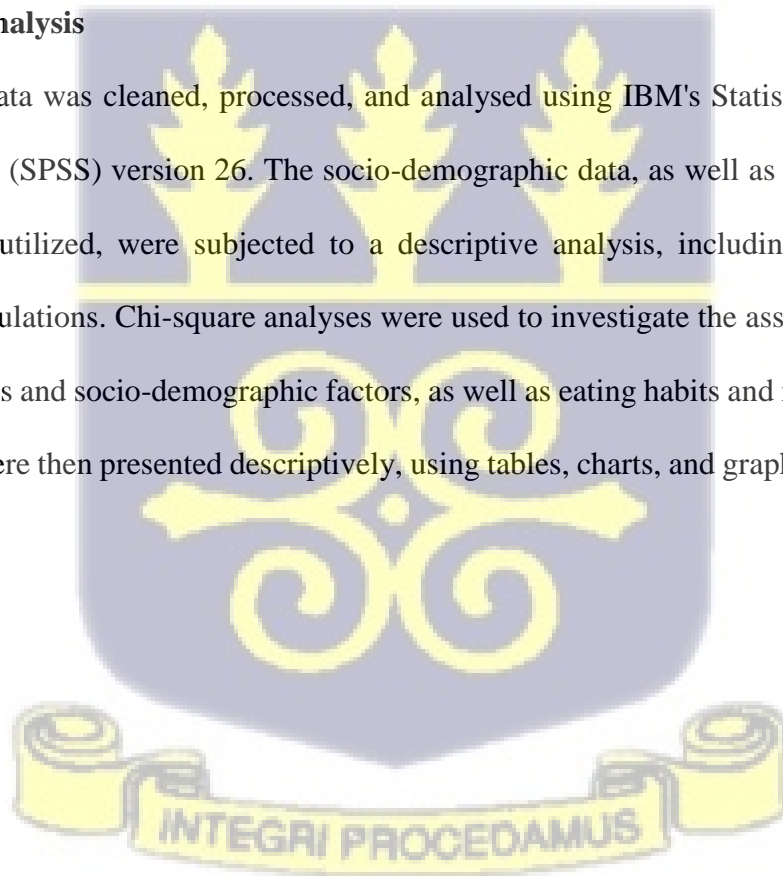 nalysis
ata was cleaned, processed, and analysed using IBM's Statis
(SPSS) version 26. The socio-demographic data, as well as
utilized, were subjected to a descriptive analysis, includin
ulations. Chi-square analyses were used to investigate the ass
s and socio-demographic factors, as well as eating habits and
ere then presented descriptively, using tables, charts, and graph
INTEGRI PROCEDAMUS